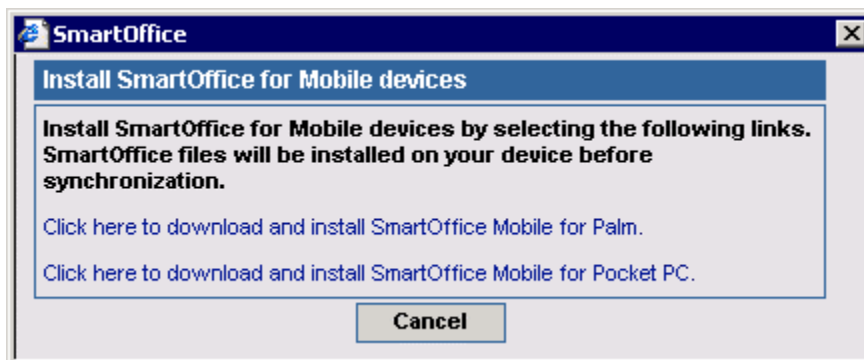 SmartOffice
Install SmartOffice for Mobile devices
Install SmartOffice for Mobile devices by selecting the following links.
SmartOffice files will be installed on your device before
synchronization.
Click here to download and install SmartOffice Mobile for Palm.
Click here to download and install SmartOffice Mobile for Pocket PC.
Cancel